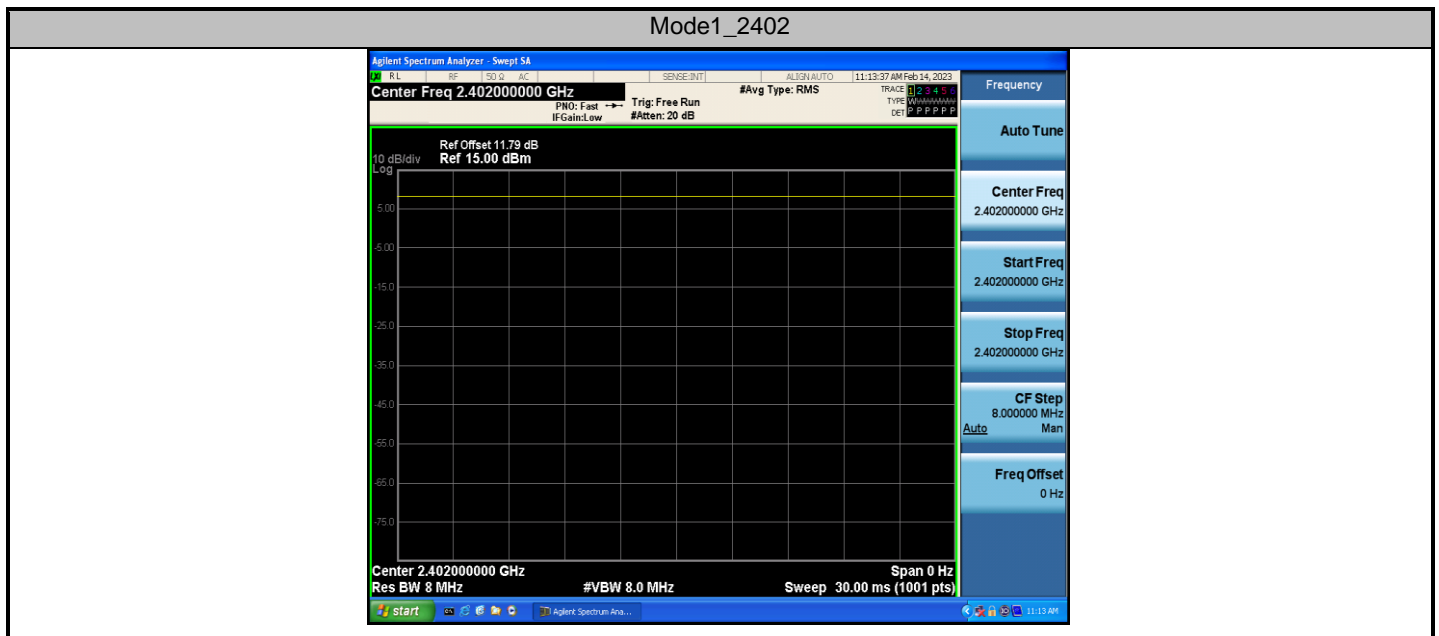 Mode1_2402
Agilent Spectrum Analyzer - Swept SA
RL RF 50 Ω AC SENSE:INT ALIGN AUTO 11:13:37 AM Feb 14, 2023
Center Freq 2.402000000 GHz
#Avg Type: RMS
TRACE 1 2 3 4 5 6
PNO: Fast
Trig: Free Run
TYPE
IFGain:Low
#Atten: 20 dB
DET P P P P P P
Ref Offset 11.79 dB
10 dB/div Ref 15.00 dBm
Log
5.00
-5.00
-15.0
-25.0
-35.0
-45.0
-55.0
-65.0
-75.0
Center 2.402000000 GHz
Span 0 Hz
Res BW 8 MHz
#VBW 8.0 MHz
Sweep 30.00 ms (1001 pts)
Frequency
Auto Tune
Center Freq
2.402000000 GHz
Start Freq
2.402000000 GHz
Stop Freq
2.402000000 GHz
CF Step
8.000000 MHz
Auto Man
Freq Offset
0 Hz
start
Agilent Spectrum Ana...
11:13 AM